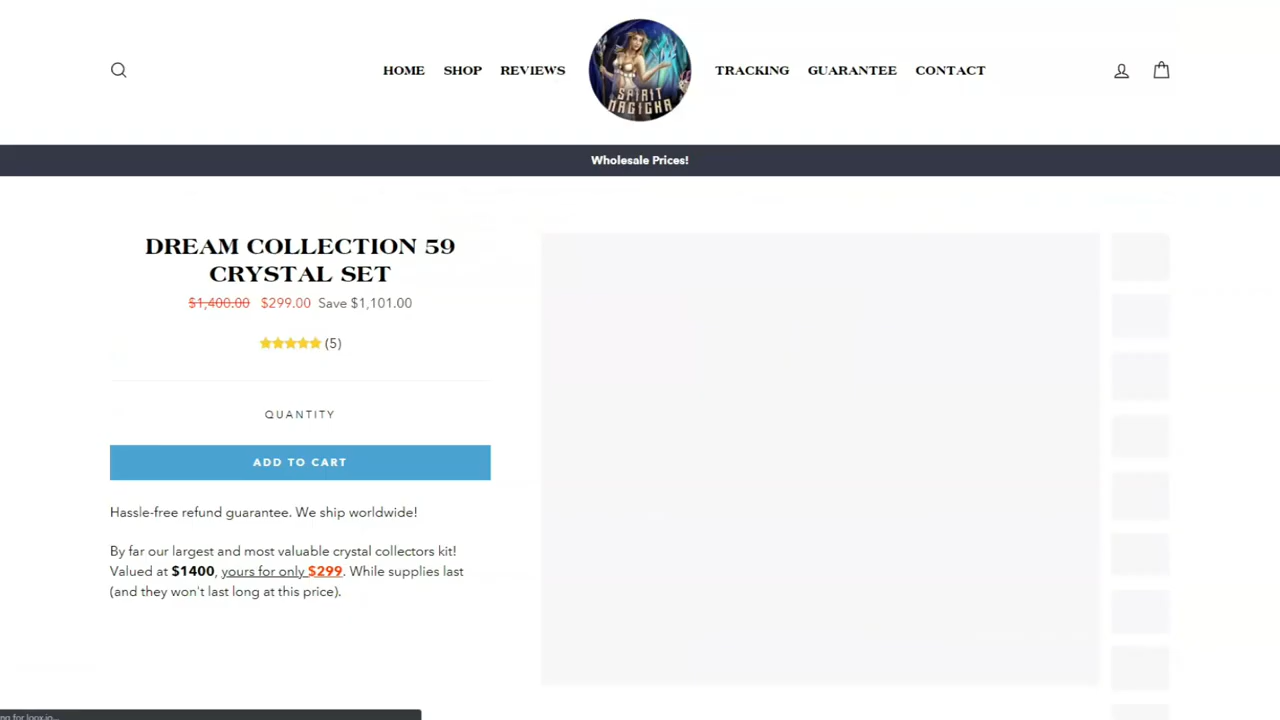 HOME SHOP REVIEWS
SPIRIT
MAGICKA
TRACKING GUARANTEE CONTACT
Wholesale Prices!
DREAM COLLECTION 59
CRYSTAL SET
$1,400.00 $299.00 Save $1,101.00
(5)
QUANTITY
ADD TO CART
Hassle-free refund guarantee. We ship worldwide!
By far our largest and most valuable crystal collectors kit!
Valued at $1400, yours for only $299. While supplies last
(and they won't last long at this price).